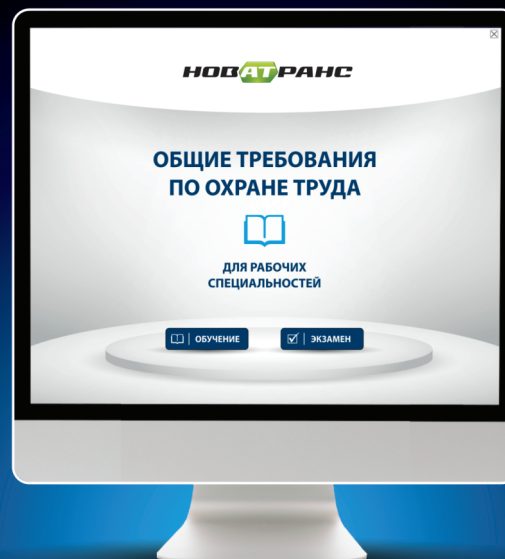 НОВАТРАНС
ОБЩИЕ ТРЕБОВАНИЯ
ПО ОХРАНЕ ТРУДА
ДЛЯ РАБОЧИХ
СПЕЦИАЛЬНОСТЕЙ
ОБУЧЕНИЕ
ЭКЗАМЕН